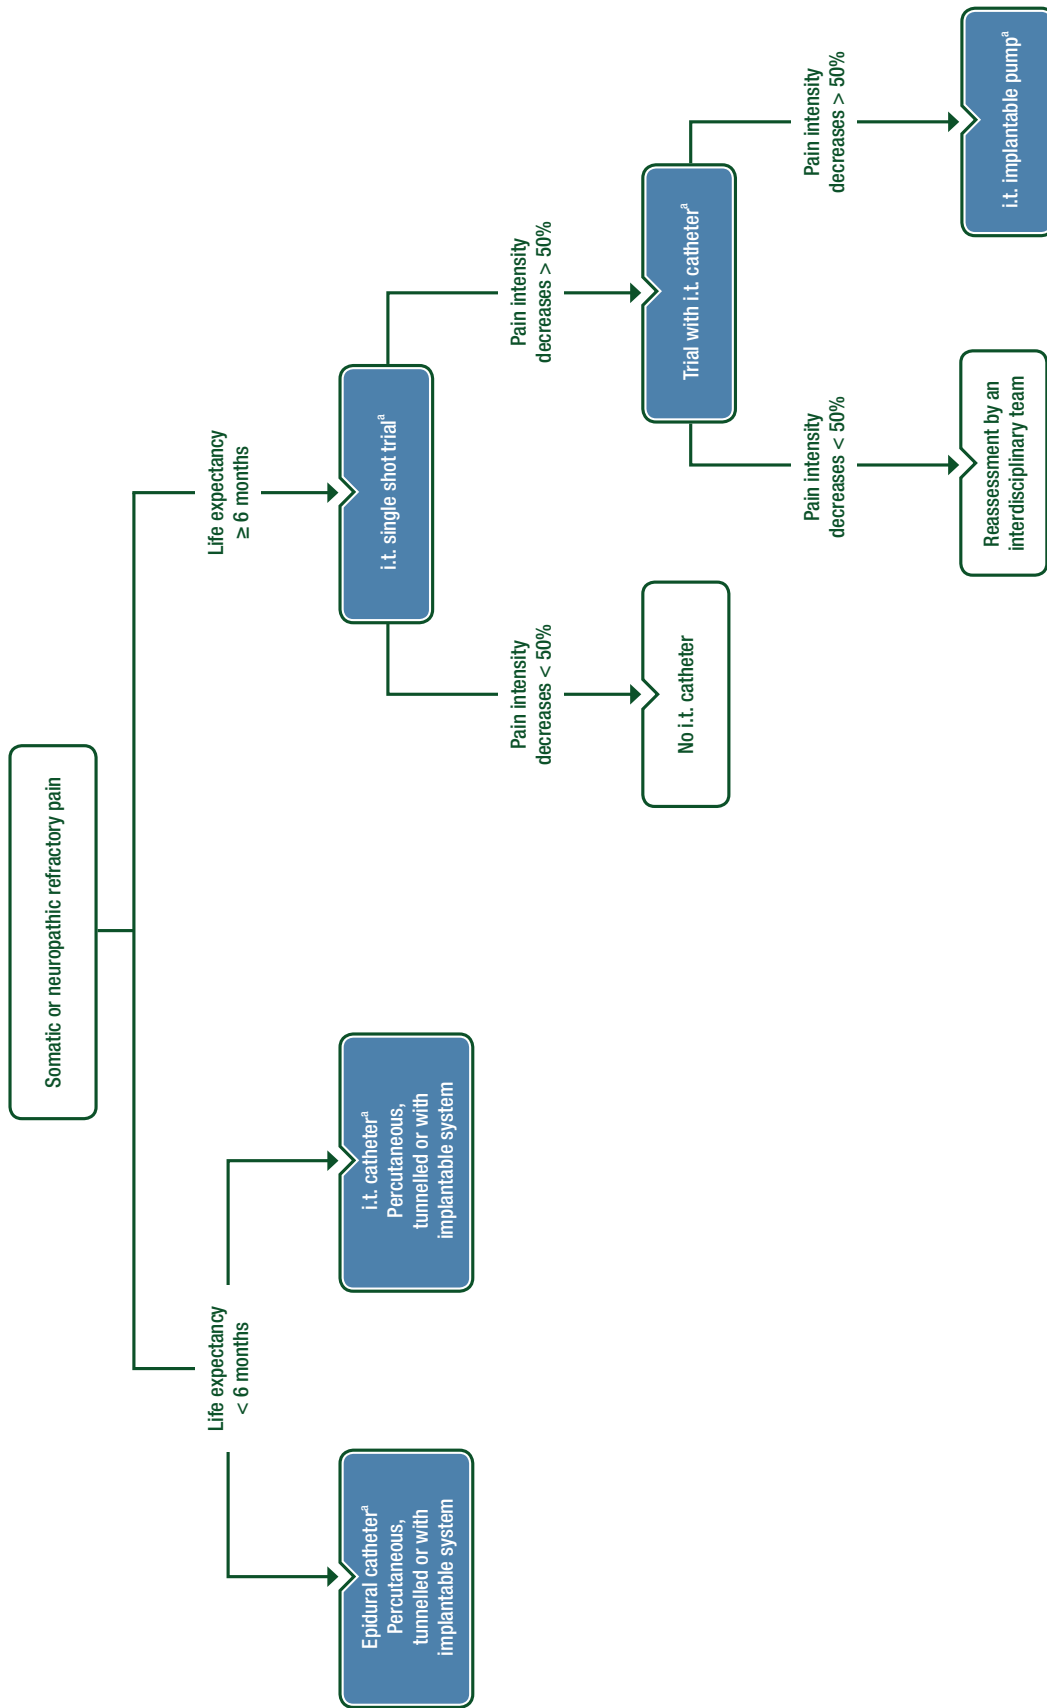 Somatic or neuropathic refractory pain
Life expectancy
< 6 months
Life expectancy
≥ 6 months
Epidural catheterᵃ
Percutaneous,
tunnelled or with
implantable system
i.t. catheterᵃ
Percutaneous,
tunnelled or with
implantable system
i.t. single shot trialᵃ
Pain intensity
decreases < 50%
Pain intensity
decreases > 50%
No i.t. catheter
Trial with i.t. catheterᵃ
Pain intensity
decreases < 50%
Pain intensity
decreases > 50%
Reassessment by an
interdisciplinary team
i.t. implantable pumpᵃ